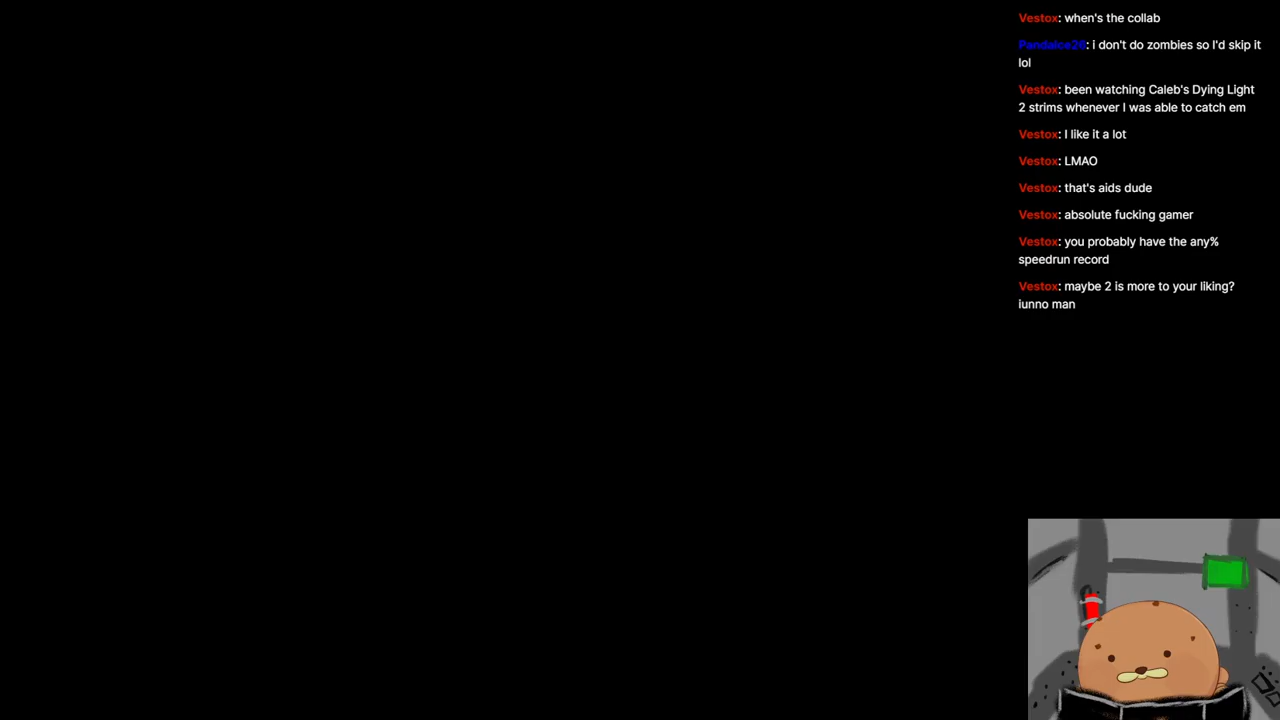 Vestox: when's the collab
PandaIce26: i don't do zombies so I'd skip it
lol
Vestox: been watching Caleb's Dying Light
2 strims whenever I was able to catch em
Vestox: I like it a lot
Vestox: LMAO
Vestox: that's aids dude
Vestox: absolute fucking gamer
Vestox: you probably have the any%
speedrun record
Vestox: maybe 2 is more to your liking?
iunno man